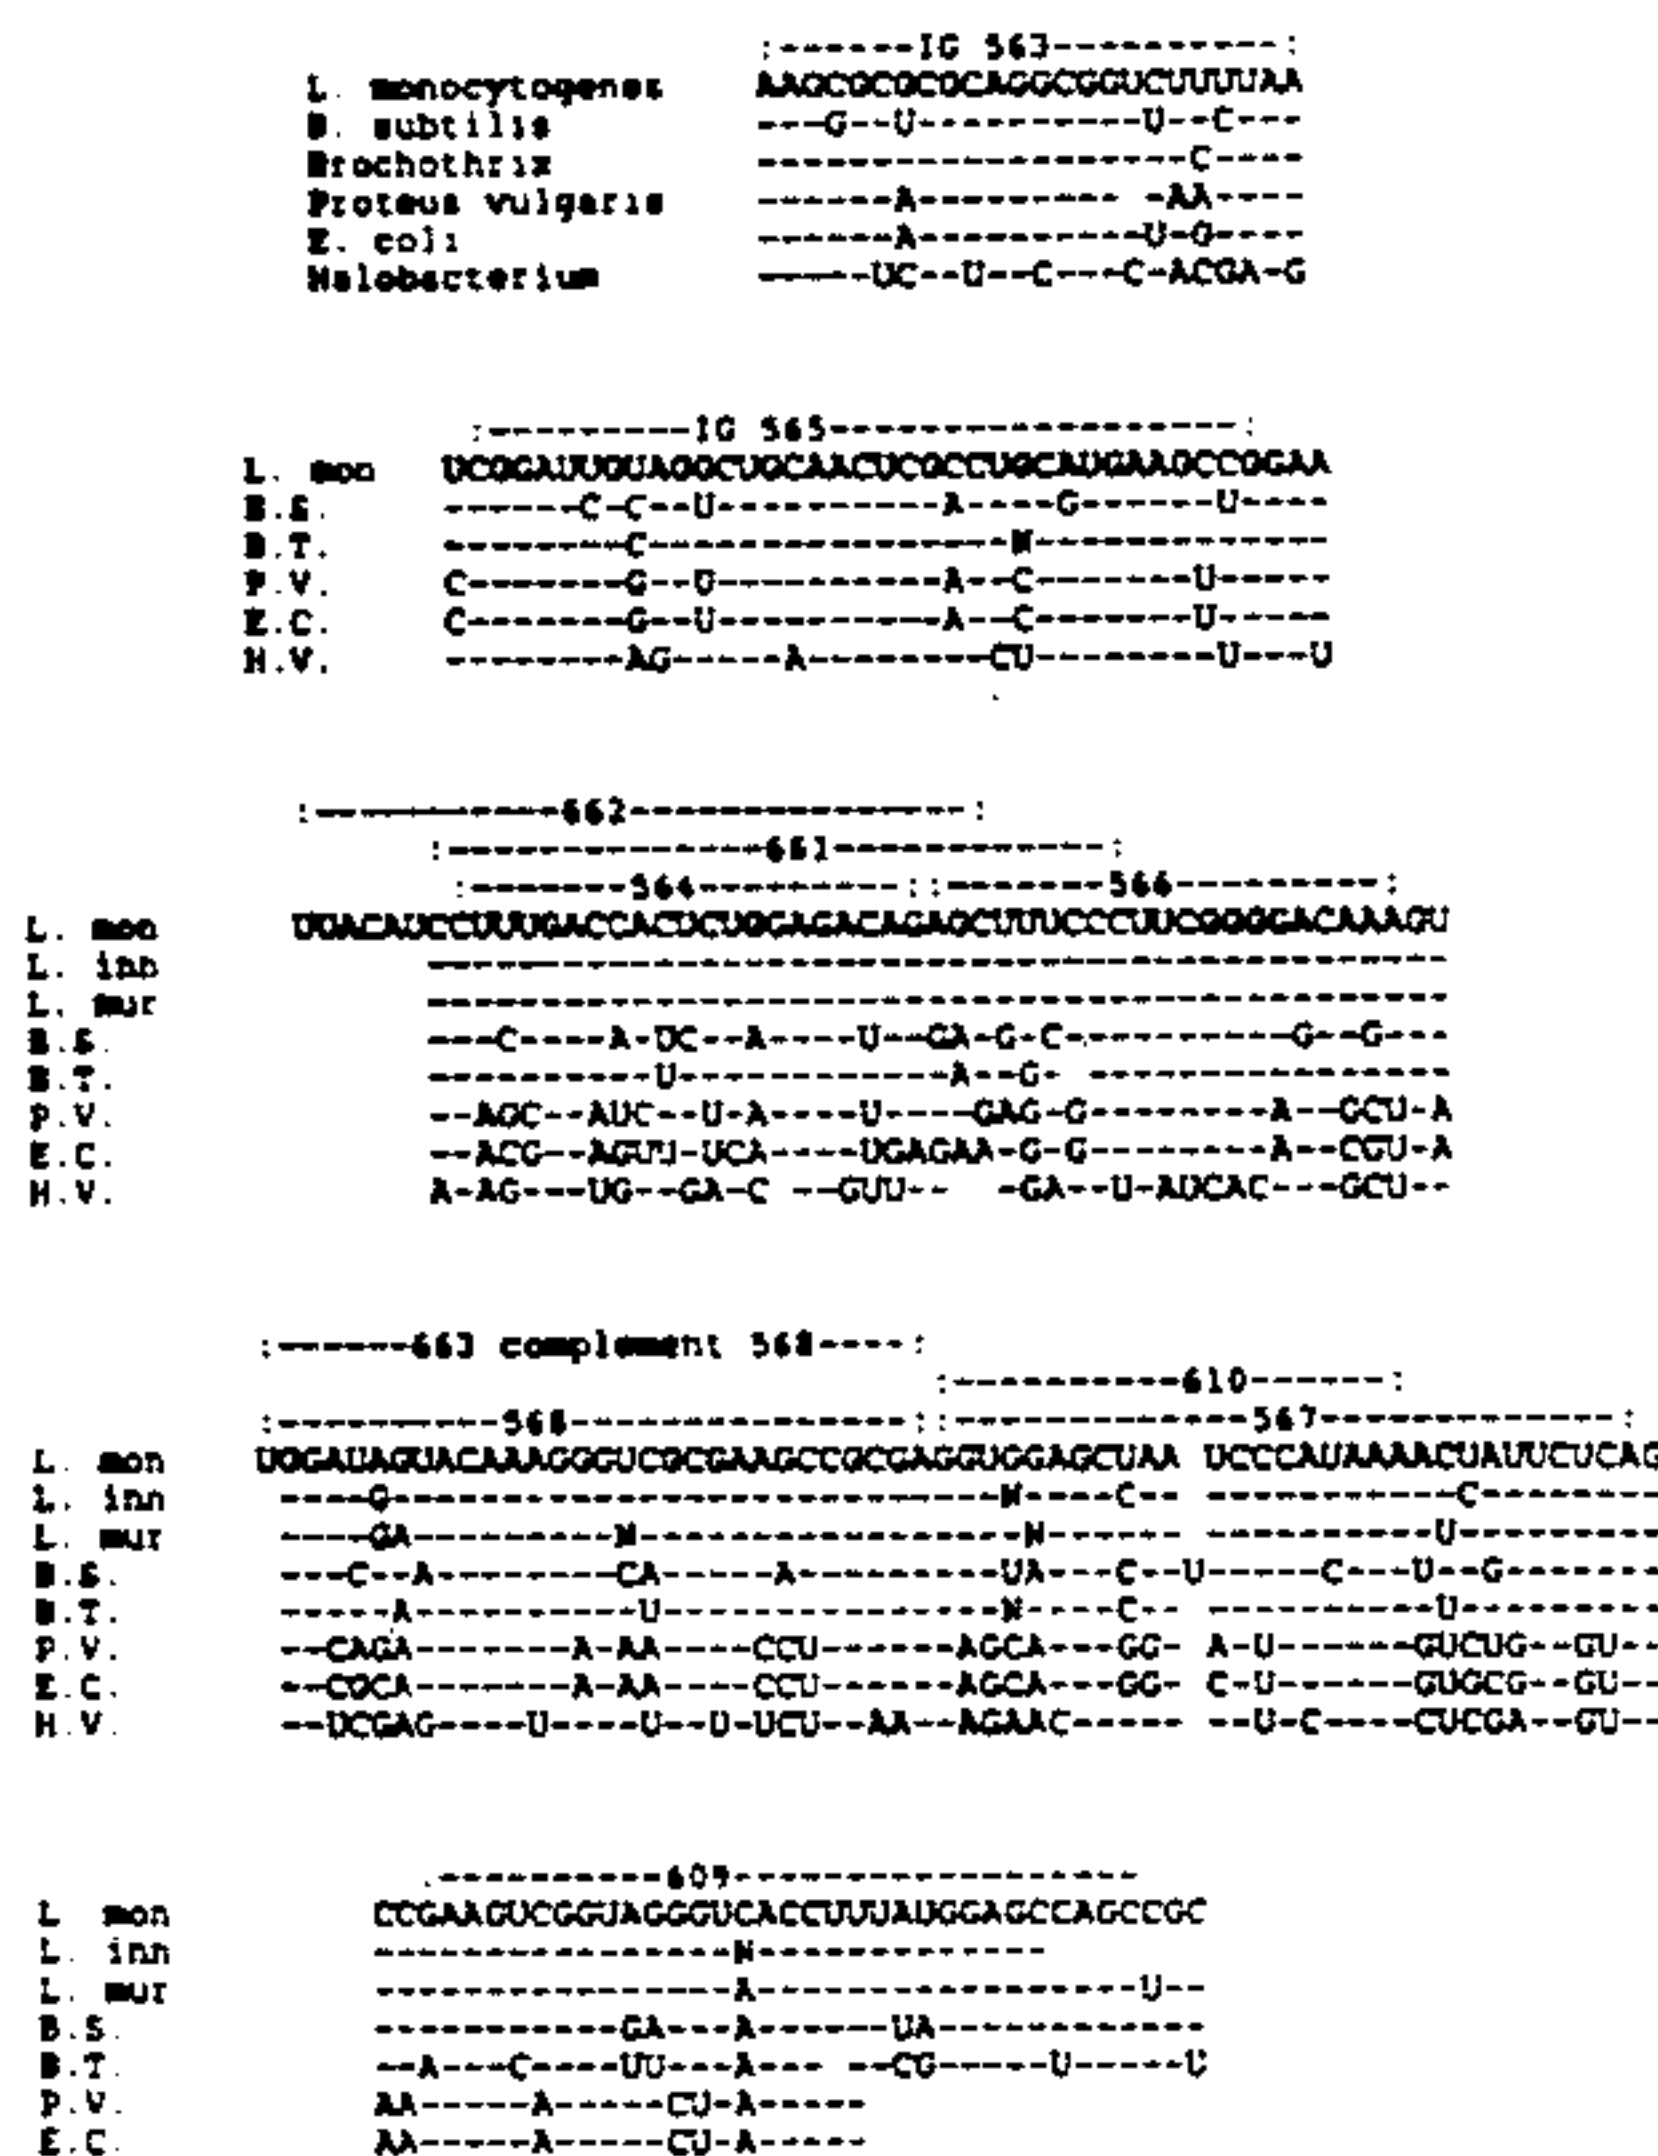 :------IG 563----------:
L. monocytogenes AAGCGCGCGCAGGCGGUCUUUUAA
B. subtilis ---G--U----------U--C---
Brochothrix -------------------C----
Proteus vulgaris ------A--------- -AA----
E. coli ------A----------U-G----
Halobacterium -----UC--U--C---C-ACGA-G
:---------IG 565------------------:
L. mon UCGGAUUGUAGGCUGCAACUCGCCUGCAUGAAGCCGGAA
B.S. ------C-C--U----------A----G------U----
B.T. --------C----------------N-------------
P.V. C-------G--U----------A--C-------U-----
E.C. C-------G--U----------A--C-------U-----
H.V. --------AG-----A--------CU--------U---U
:-----------662---------------:
:--------------661------------:
:-------564---------::-------566---------:
L. mon UGACAUCCUUUGACCACUCUGGAGACAGAGCUUUCCCUUCGGGGACAAAGU
L. inn ---------------------------------------------
L. mur ---------------------------------------------
B.S. ---C----A-UC--A----U--GA-G-C----------G--G---
B.T. ----------U------------A--G- ----------------
P.V. --AGC--AUC--U-A----U----GAG-G--------A--GCU-A
E.C. --ACG--AGUU-UCA----UGAGAA-G-G--------A--CGU-A
H.V. A-AG---UG--GA-C --GUU-- -GA--U-AUCAC---GCU--
:------663 complement 568----:
:----------610------:
:----------568---------------::-------------567-------------:
L. mon UGGAUAGUACAAAGGGUCGCGAAGCCGCGAGGUGGAGCUAA UCCCAUAAAACUAUUCUCAG
L. inn ----G---------------------------N----C-- -----------C--------
L. mur ----GA---------N-----------------N------ ----------U---------
B.S. ---C--A--------CA-----A---------UA---C--U-----C---U--G-------
B.T. -----A----------U---------------N----C-- ----------U---------
P.V. --CAGA-------A-AA----CCU------AGCA---GG- A-U------GUCUG--GU--
E.C. --CGCA-------A-AA----CCU------AGCA---GG- C-U------GUGCG--GU--
H.V. --UCGAG----U----U--U-UCU--AA--AGAAC----- --U-C----CUCGA--GU--
.----------609------------------
L mon CCGAAGUCGGUAGGGUCACCUUUAUGGAGCCAGCCGC
L. inn ----------------N-------------
L. mur ----------------A-----------------U--
B.S. -----------GA---A------UA------------
B.T. --A---C----UU---A--- --CG-----U-----U
P.V. AA-----A-----CU-A-----
E.C. AA-----A-----CU-A-----